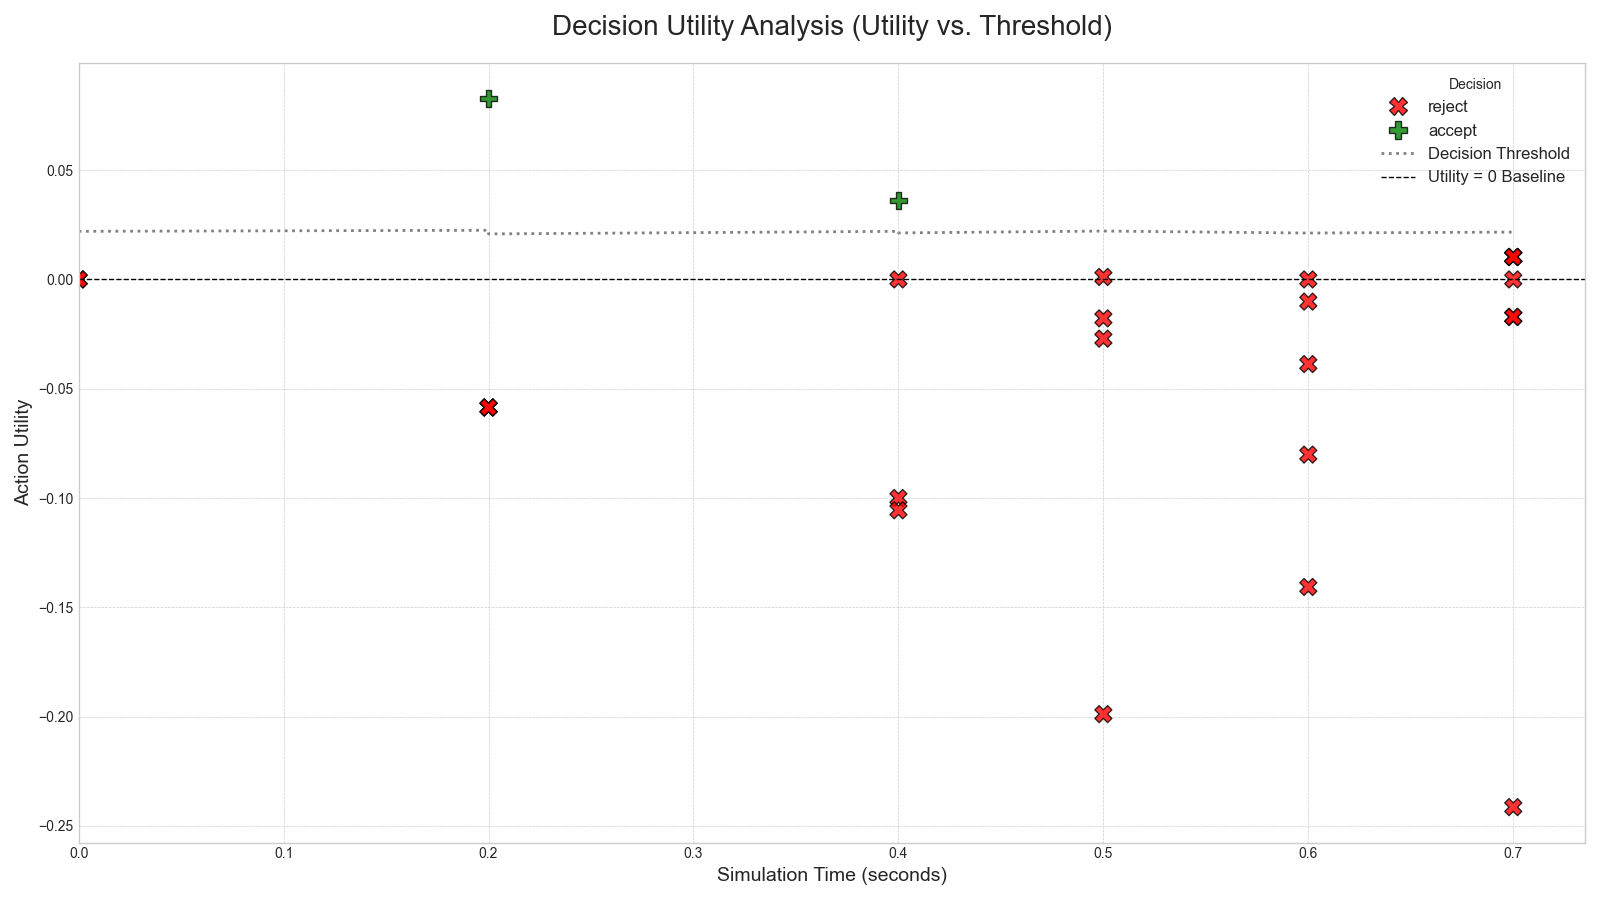 Decision Utility Analysis (Utility vs. Threshold)
Decision
reject
accept
Decision Threshold
Utility = 0 Baseline
Action Utility
0.05
0.00
−0.05
−0.10
−0.15
−0.20
−0.25
0.0 0.1 0.2 0.3 0.4 0.5 0.6 0.7
Simulation Time (seconds)